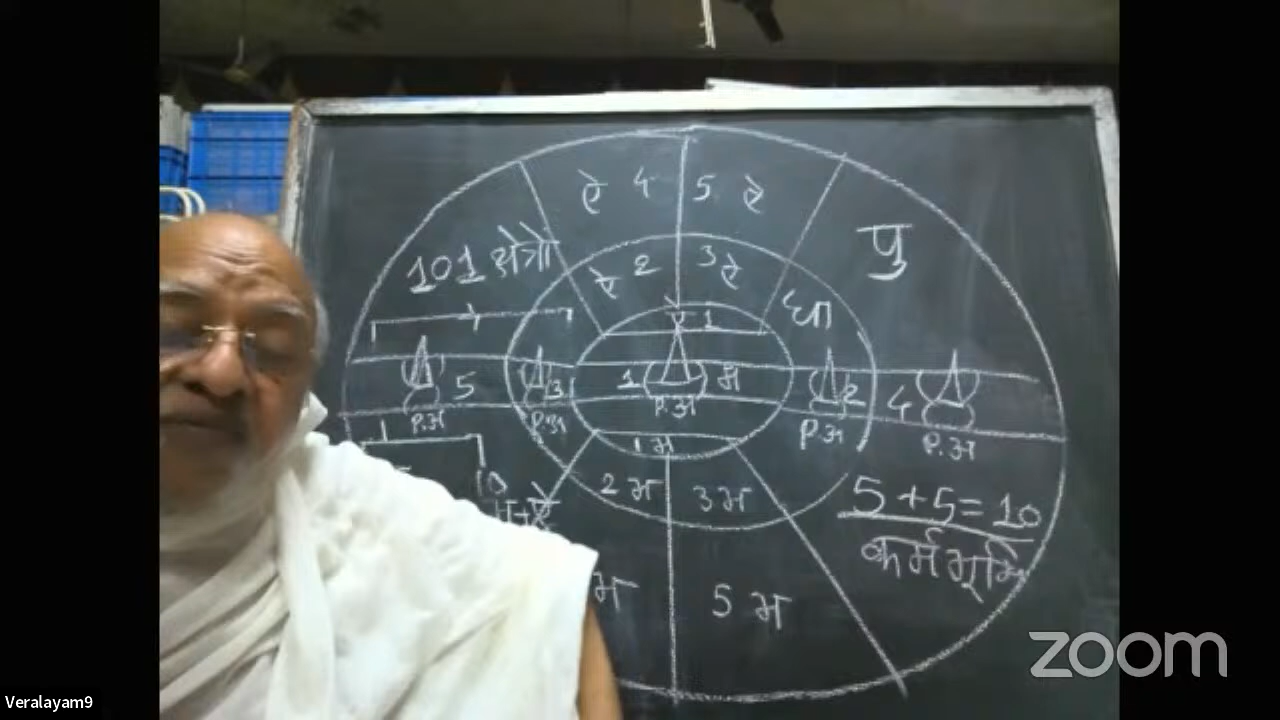 ऐ 4 5 ऐ
पु
101 क्षेत्रो
ऐ 2 3 ऐ
धा
ऐ 1
5 3 1 म 2 4
P.अ P.अ P.अ P.अ P.अ
1 भ
10
2 भ 3 भ
5+5=10
कर्मभूमि
भ 5 भ
zoom
Veralayam9